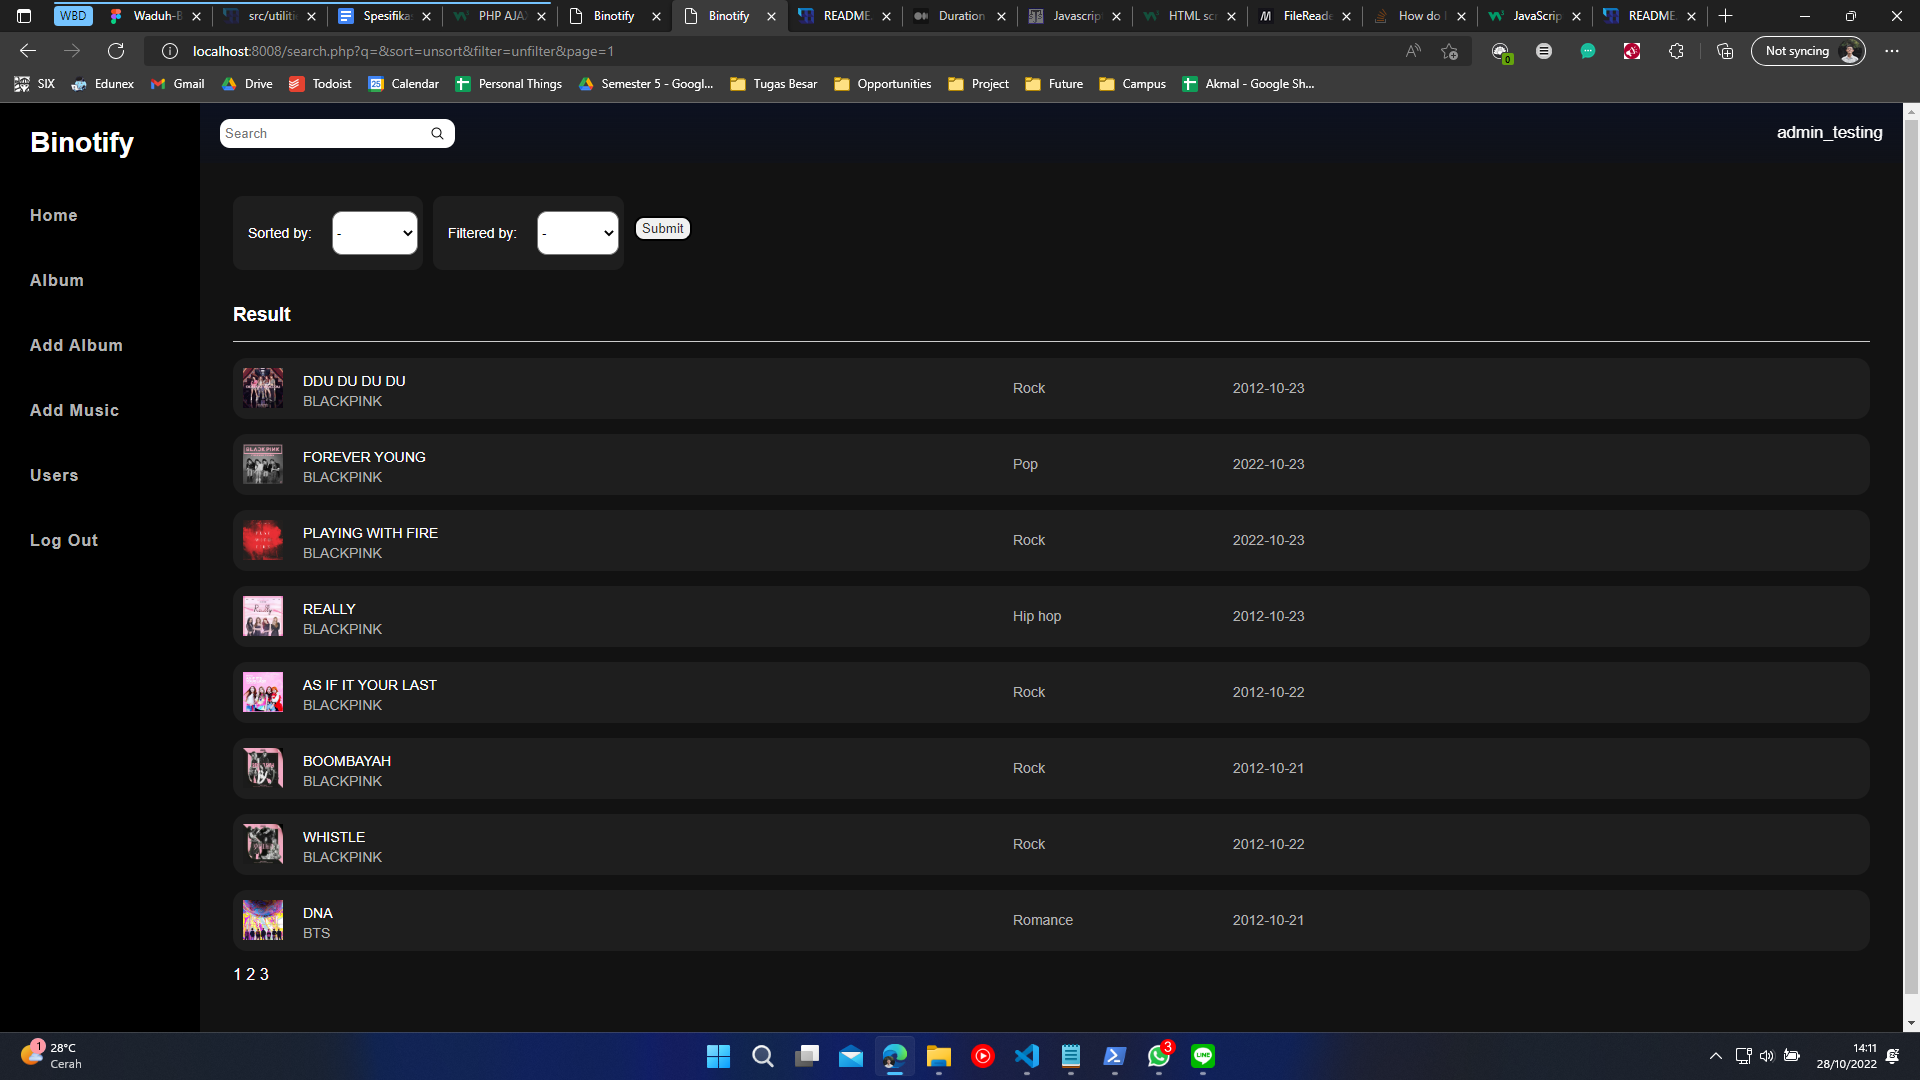 WBD Waduh-B src/utiliti Spesifika PHP AJA Binotify Binotify README. Duration Javascrip HTML sc FileReade How do I JavaScrip README.
localhost:8008/search.php?q=&sort=unsort&filter=unfilter&page=1 0 Not syncing
SIX Edunex Gmail Drive Todoist 25 Calendar Personal Things Semester 5 - Googl... Tugas Besar Opportunities Project Future Campus Akmal - Google Sh...
Binotify
Search
admin_testing
Home
Album
Add Album
Add Music
Users
Log Out
Sorted by: - Filtered by: - Submit
Result
DDU DU DU DU
BLACKPINK
Rock 2012-10-23
FOREVER YOUNG
BLACKPINK
Pop 2022-10-23
PLAYING WITH FIRE
BLACKPINK
Rock 2022-10-23
REALLY
BLACKPINK
Hip hop 2012-10-23
AS IF IT YOUR LAST
BLACKPINK
Rock 2012-10-22
BOOMBAYAH
BLACKPINK
Rock 2012-10-21
WHISTLE
BLACKPINK
Rock 2012-10-22
DNA
BTS
Romance 2012-10-21
1 2 3
1 28°C
Cerah
3
LINE
14:11
28/10/2022